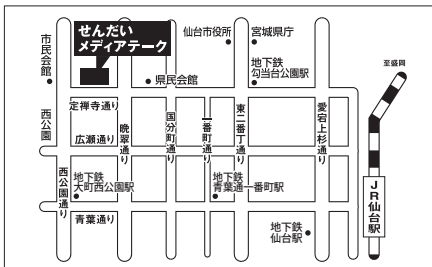 せんだい
メディアテーク
市民会館
仙台市役所
宮城県庁
県民会館
地下鉄
勾当台公園駅
至盛岡
定禅寺通り
西公園
広瀬通り
晩翠通り
国分町通り
一番町通り
東二番丁通り
愛宕上杉通り
西公園通り
地下鉄
大町西公園駅
地下鉄
青葉通一番町駅
青葉通り
地下鉄
仙台駅
JR仙台駅